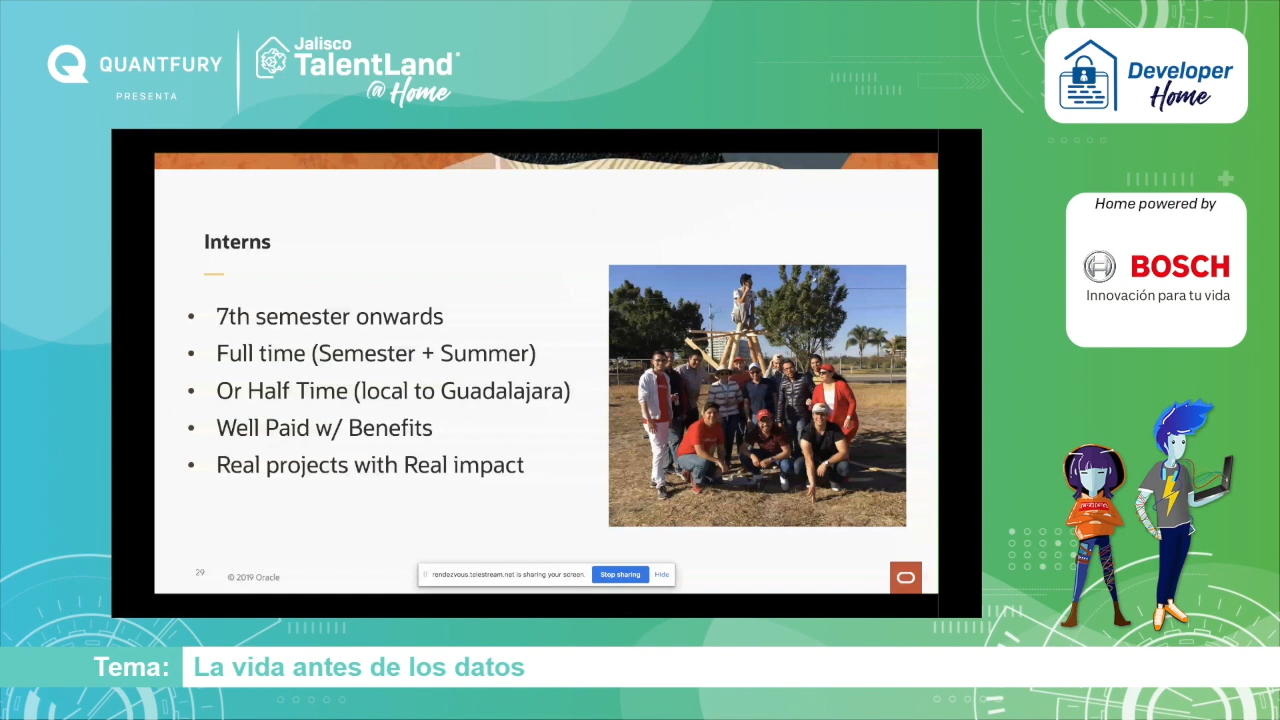 QUANTFURY
PRESENTA
Jalisco
TalentLand
@ Home
Developer
Home
Home powered by
BOSCH
Innovación para tu vida
Interns
• 7th semester onwards
• Full time (Semester + Summer)
• Or Half Time (local to Guadalajara)
• Well Paid w/ Benefits
• Real projects with Real impact
29
© 2019 Oracle
rendezvous.telestream.net is sharing your screen.
Stop sharing
Hide
Tema:
La vida antes de los datos